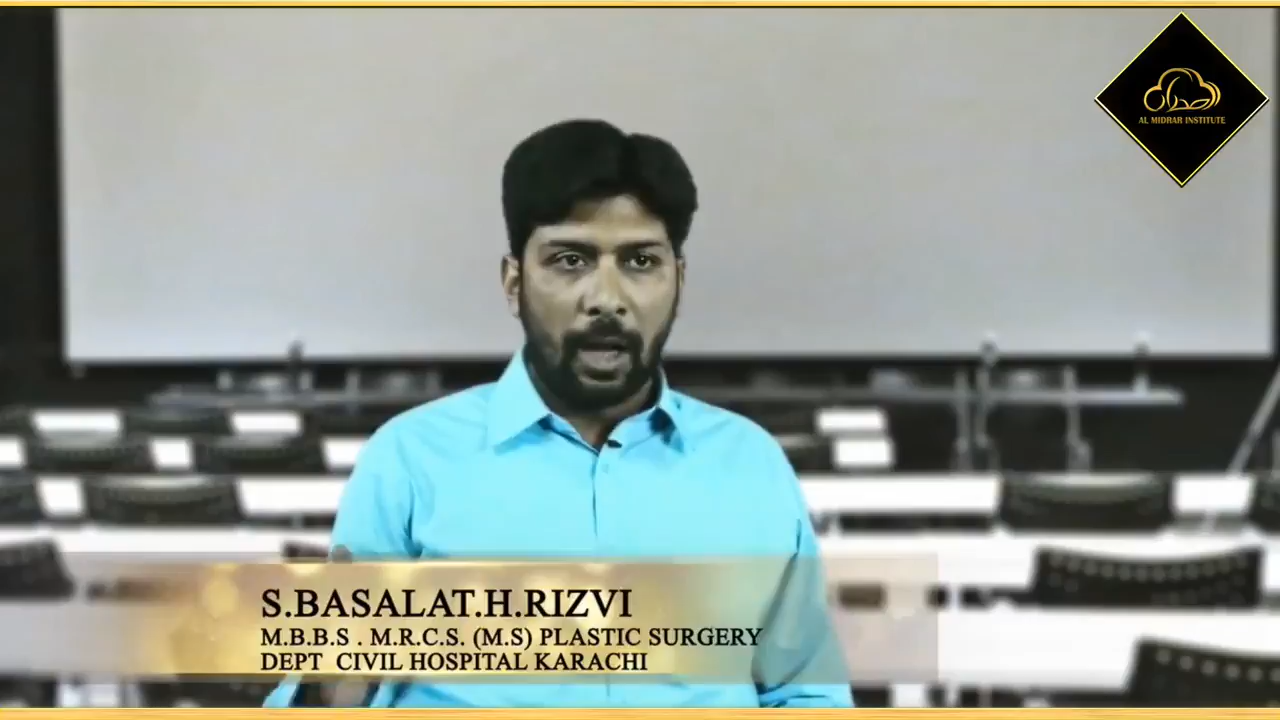 AL MIDRAR INSTITUTE
S.BASALAT.H.RIZVI
M.B.B.S . M.R.C.S. (M.S) PLASTIC SURGERY
DEPT CIVIL HOSPITAL KARACHI